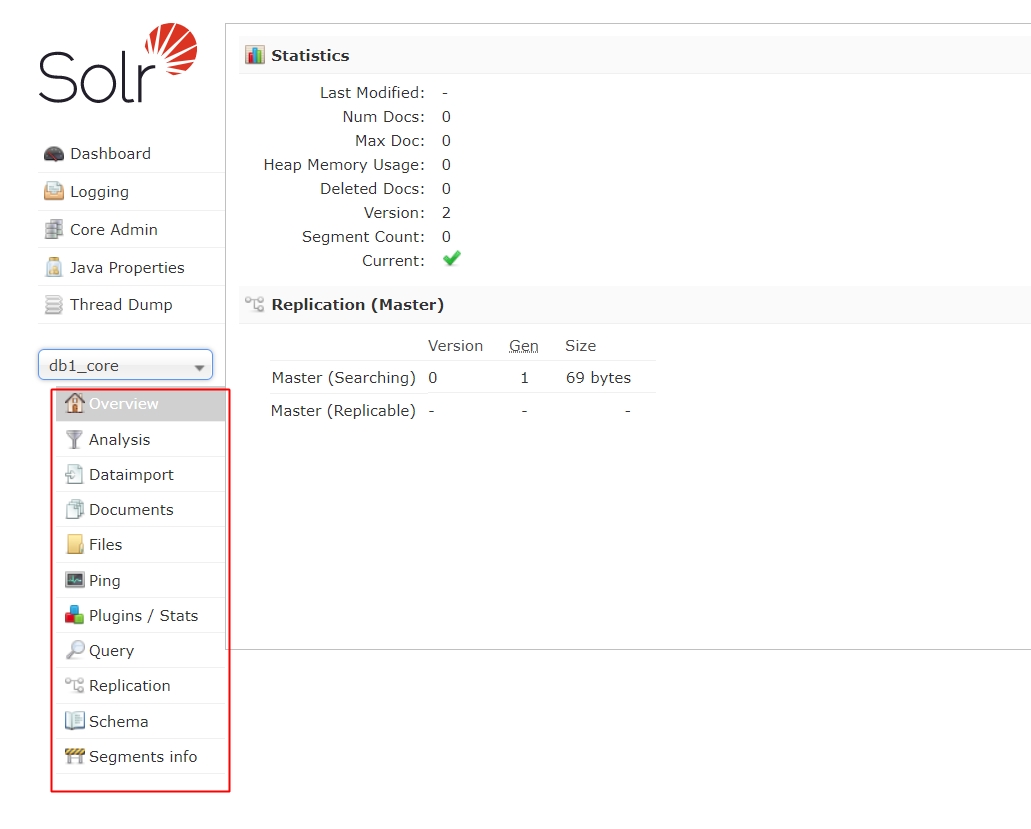 Solr
Dashboard
Logging
Core Admin
Java Properties
Thread Dump
db1_core
Overview
Analysis
Dataimport
Documents
Files
Ping
Plugins / Stats
Query
Replication
Schema
Segments info
Statistics
Last Modified: -
Num Docs: 0
Max Doc: 0
Heap Memory Usage: 0
Deleted Docs: 0
Version: 2
Segment Count: 0
Current:
Replication (Master)
Version Gen Size
Master (Searching) 0 1 69 bytes
Master (Replicable) - - -